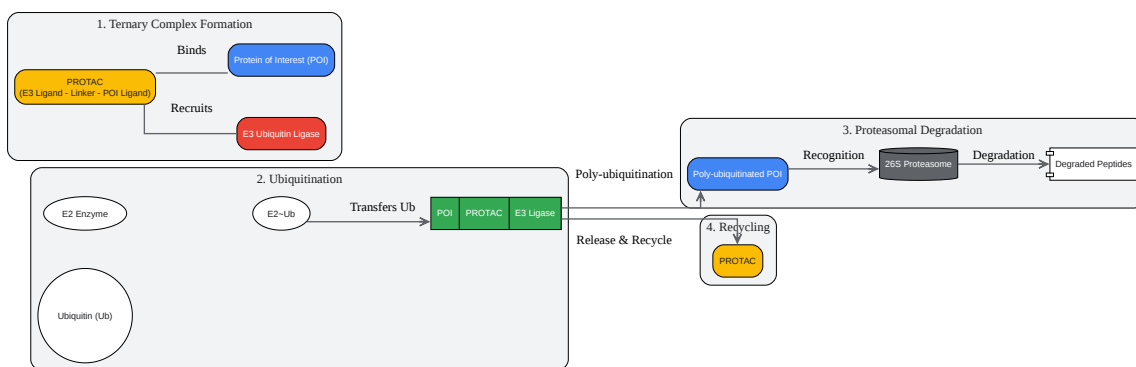 1. Ternary Complex Formation
Binds
Protein of Interest (POI)
PROTAC
(E3 Ligand - Linker - POI Ligand)
Recruits
E3 Ubiquitin Ligase
2. Ubiquitination
E2 Enzyme
E2~Ub
Transfers Ub
POI
PROTAC
E3 Ligase
Ubiquitin (Ub)
Poly-ubiquitination
Release & Recycle
3. Proteasomal Degradation
Poly-ubiquitinated POI
Recognition
26S Proteasome
Degradation
Degraded Peptides
4. Recycling
PROTAC